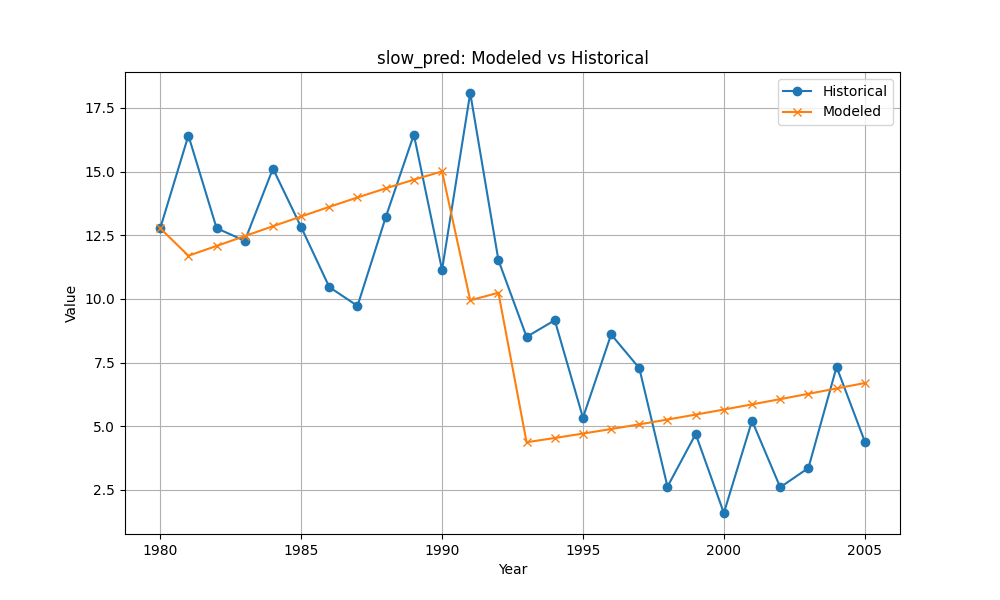 slow_pred: Modeled vs Historical
Historical
Modeled
17.5
15.0
12.5
10.0
7.5
5.0
2.5
Value
1980
1985
1990
1995
2000
2005
Year